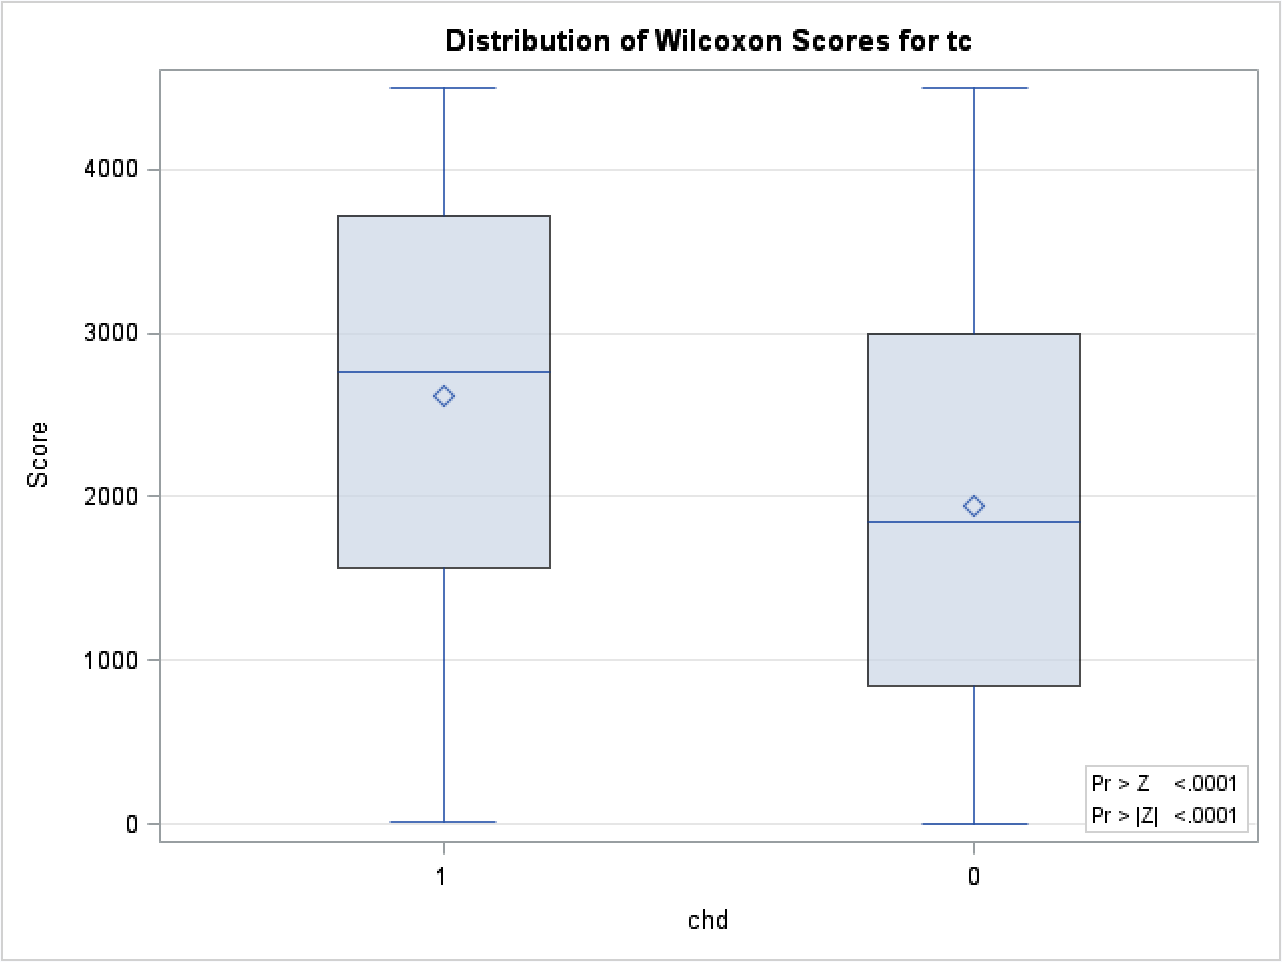 Distribution of Wilcoxon Scores for tc
Score
4000
3000
2000
1000
0
Pr > Z <.0001
Pr > |Z| <.0001
1 0
chd